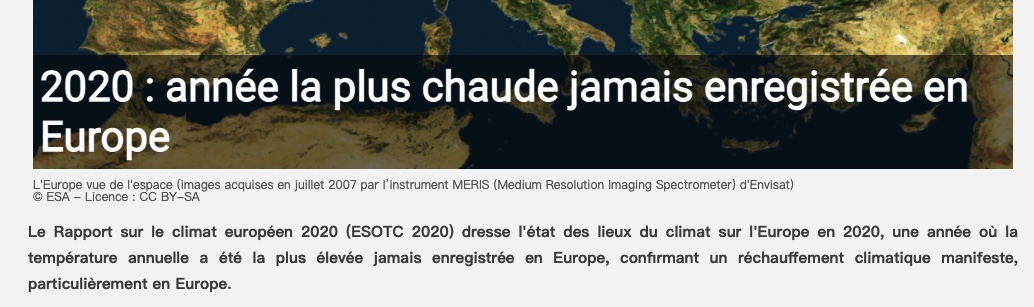 2020 : année la plus chaude jamais enregistrée en
Europe
L'Europe vue de l'espace (images acquises en juillet 2007 par l’instrument MERIS (Medium Resolution Imaging Spectrometer) d'Envisat)
© ESA – Licence : CC BY–SA
Le Rapport sur le climat européen 2020 (ESOTC 2020) dresse l'état des lieux du climat sur l'Europe en 2020, une année où la
température annuelle a été la plus élevée jamais enregistrée en Europe, confirmant un réchauffement climatique manifeste,
particulièrement en Europe.